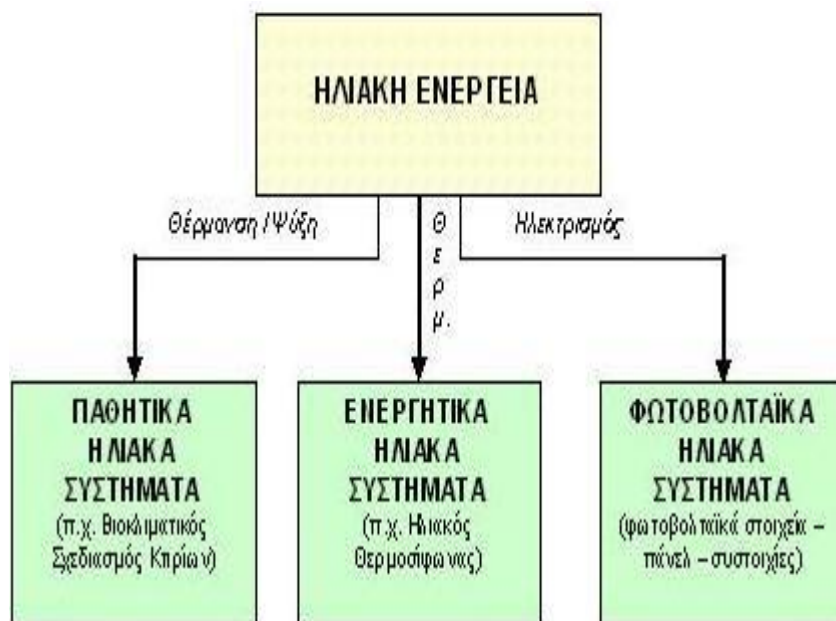 ΗΛΙΑΚΗ ΕΝΕΡΓΕΙΑ
Θέρμανση / Ψύξη
Θερμ.
Ηλεκτρισμός
ΠΑΘΗΤΙΚΑ
ΗΛΙΑΚΑ
ΣΥΣΤΗΜΑΤΑ
(π.χ. Βιοκλιματικός
Σχεδιασμός Κτιρίων)
ΕΝΕΡΓΗΤΙΚΑ
ΗΛΙΑΚΑ
ΣΥΣΤΗΜΑΤΑ
(π.χ. Ηλιακός
Θερμοσίφωνας)
ΦΩΤΟΒΟΛΤΑΪΚΑ
ΗΛΙΑΚΑ
ΣΥΣΤΗΜΑΤΑ
(φωτοβολταϊκά στοιχεία –
πάνελ – συστοιχίες)